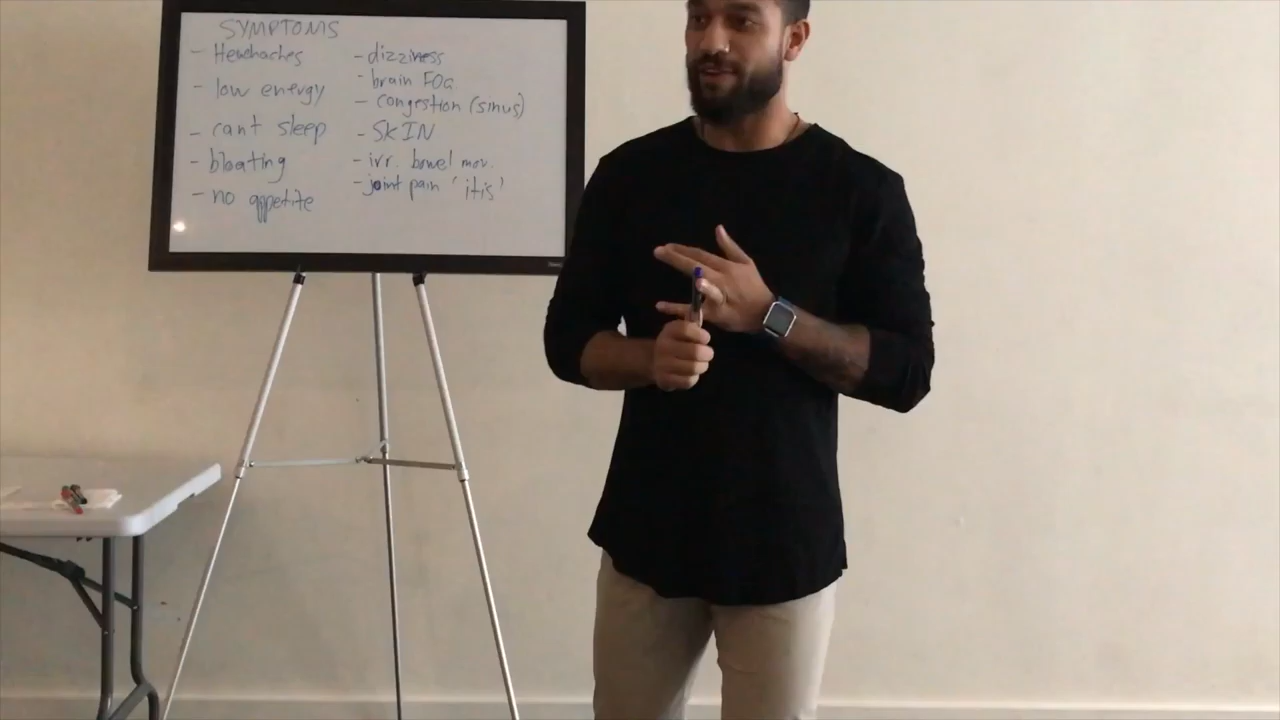 SYMPTOMS
- Headhaches
- low energy
- cant sleep
- bloating
- no appetite
- dizziness
- brain FOG
- congestion (sinus)
- SKIN
- irr. bowel mov.
- joint pain 'itis'